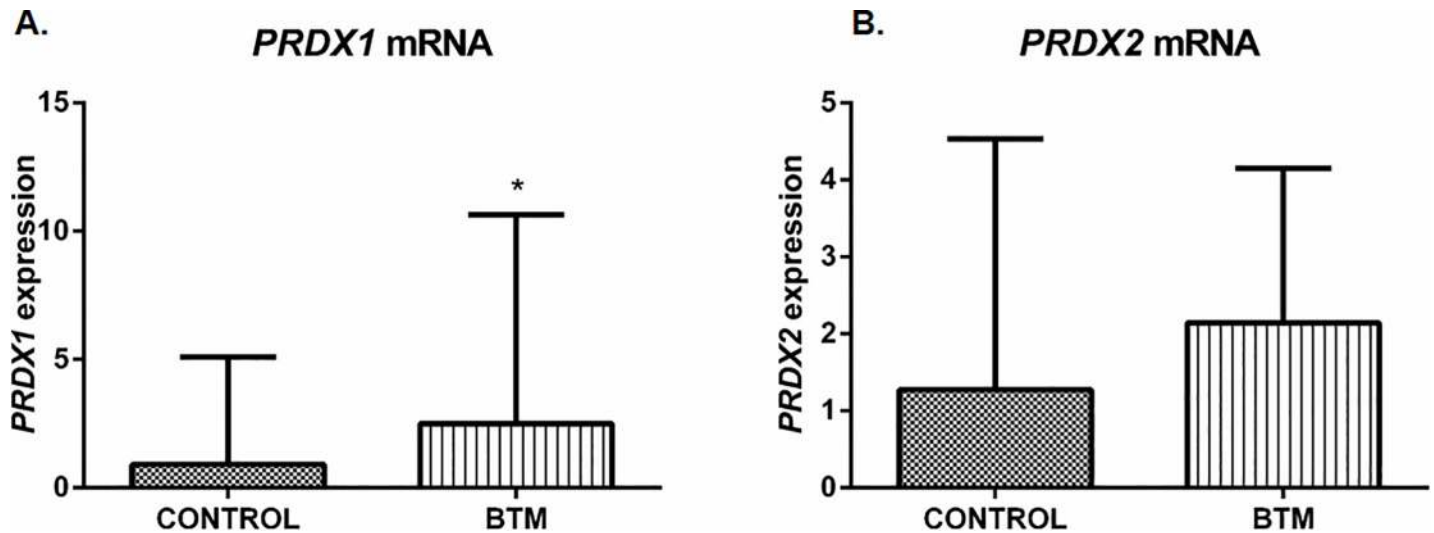 A.
PRDX1 mRNA
PRDX1 expression
15
10
5
0
*
CONTROL
BTM
B.
PRDX2 mRNA
PRDX2 expression
5
4
3
2
1
0
CONTROL
BTM